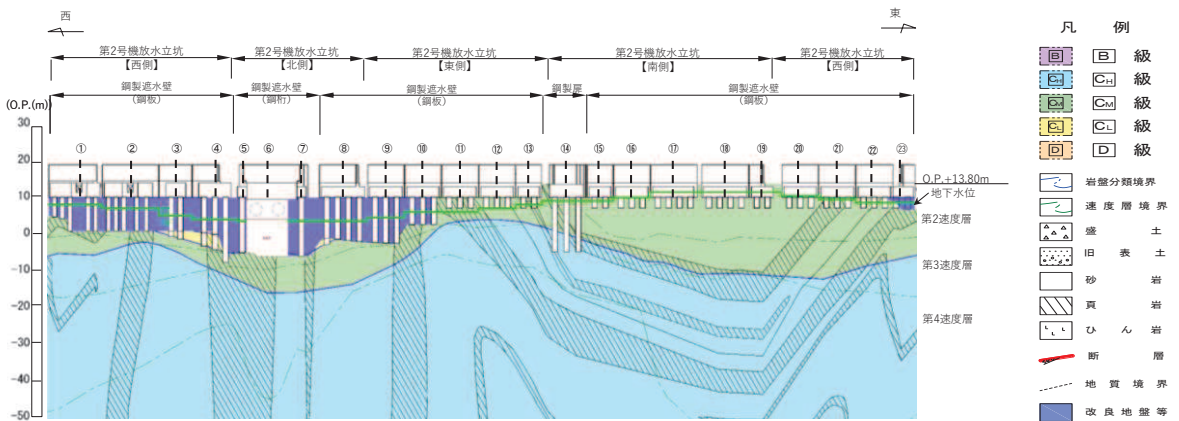 西
東
第2号機放水立坑
【西側】
第2号機放水立坑
【北側】
第2号機放水立坑
【東側】
第2号機放水立坑
【南側】
第2号機放水立坑
【西側】
鋼製遮水壁
(鋼板)
鋼製遮水壁
(鋼桁)
鋼製遮水壁
(鋼板)
鋼製扉
鋼製遮水壁
(鋼板)
(O.P.(m))
30
20
10
0
-10
-20
-30
-40
-50
① ② ③ ④ ⑤ ⑥ ⑦ ⑧ ⑨ ⑩ ⑪ ⑫ ⑬ ⑭ ⑮ ⑯ ⑰ ⑱ ⑲ ⑳ ㉑ ㉒ ㉓
O.P.+13.80m
地下水位
第2速度層
第3速度層
第4速度層
凡 例
B B 級
CH CH 級
CM CM 級
CL CL 級
D D 級
岩盤分類境界
速度層境界
盛 土
旧 表 土
砂 岩
頁 岩
ひ ん 岩
断 層
地 質 境 界
改 良 地 盤 等